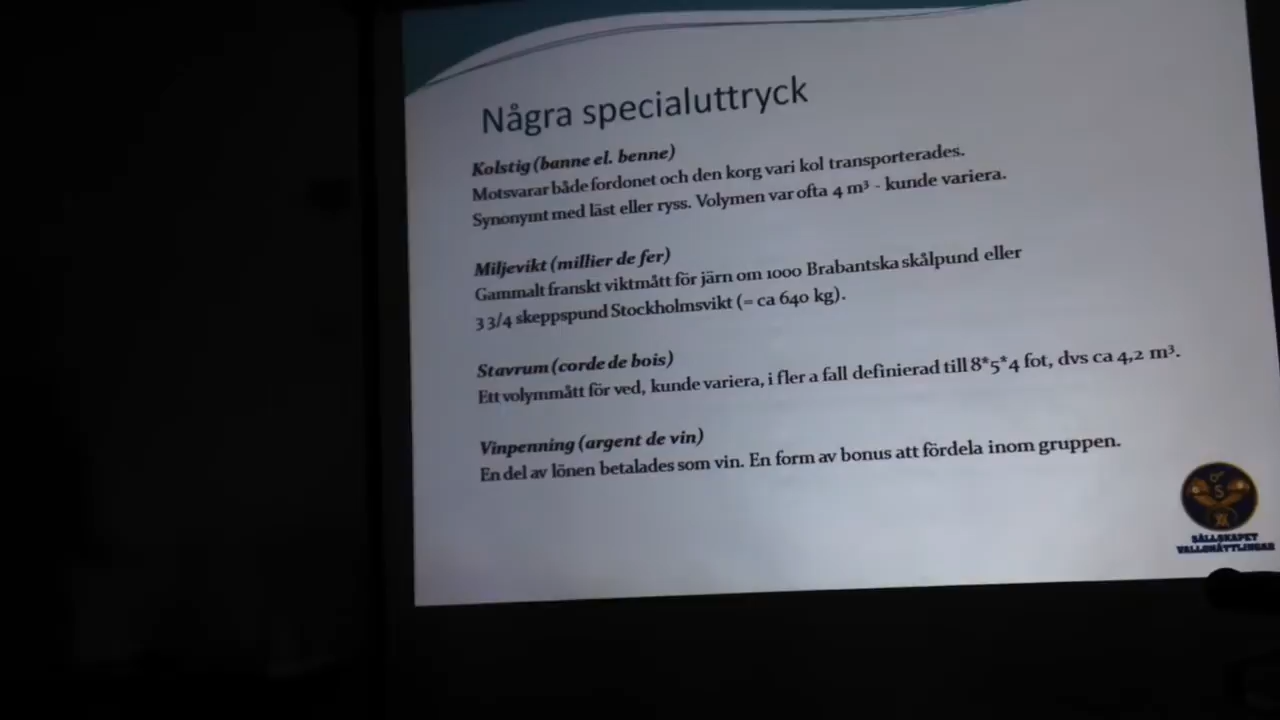 Några specialuttryck
Kolstig (banne el. benne)
Motsvarar både fordonet och den korg vari kol transporterades.
Synonymt med läst eller ryss. Volymen var ofta 4 m³ - kunde variera.
Miljevikt (millier de fer)
Gammalt franskt viktmått för järn om 1000 Brabantska skålpund eller
3 3/4 skeppspund Stockholmsvikt (= ca 640 kg).
Stavrum (corde de bois)
Ett volymmått för ved, kunde variera, i fler a fall definierad till 8*5*4 fot, dvs ca 4,2 m³.
Vinpenning (argent de vin)
En del av lönen betalades som vin. En form av bonus att fördela inom gruppen.
S
SÄLLSKAPET
VALLONÄTTLINGAR